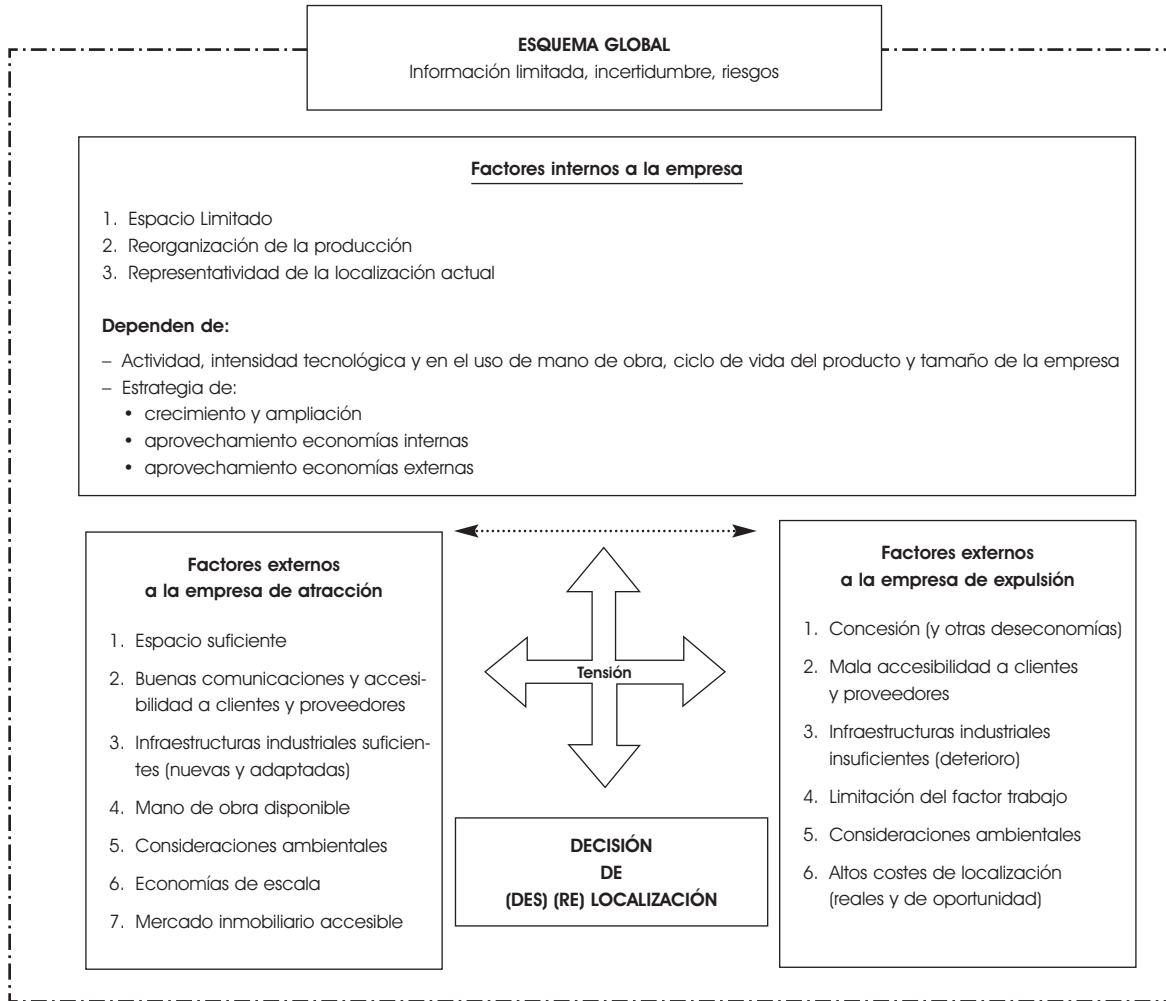 ESQUEMA GLOBAL
Información limitada, incertidumbre, riesgos
Factores internos a la empresa
1. Espacio Limitado
2. Reorganización de la producción
3. Representatividad de la localización actual
Dependen de:
– Actividad, intensidad tecnológica y en el uso de mano de obra, ciclo de vida del producto y tamaño de la empresa
– Estrategia de:
• crecimiento y ampliación
• aprovechamiento economías internas
• aprovechamiento economías externas
Factores externos
a la empresa de atracción
1. Espacio suficiente
2. Buenas comunicaciones y accesi-
bilidad a clientes y proveedores
3. Infraestructuras industriales suficien-
tes (nuevas y adaptadas)
4. Mano de obra disponible
5. Consideraciones ambientales
6. Economías de escala
7. Mercado inmobiliario accesible
Tensión
DECISIÓN
DE
(DES) (RE) LOCALIZACIÓN
Factores externos
a la empresa de expulsión
1. Concesión (y otras deseconomías)
2. Mala accesibilidad a clientes
y proveedores
3. Infraestructuras industriales
insuficientes (deterioro)
4. Limitación del factor trabajo
5. Consideraciones ambientales
6. Altos costes de localización
(reales y de oportunidad)